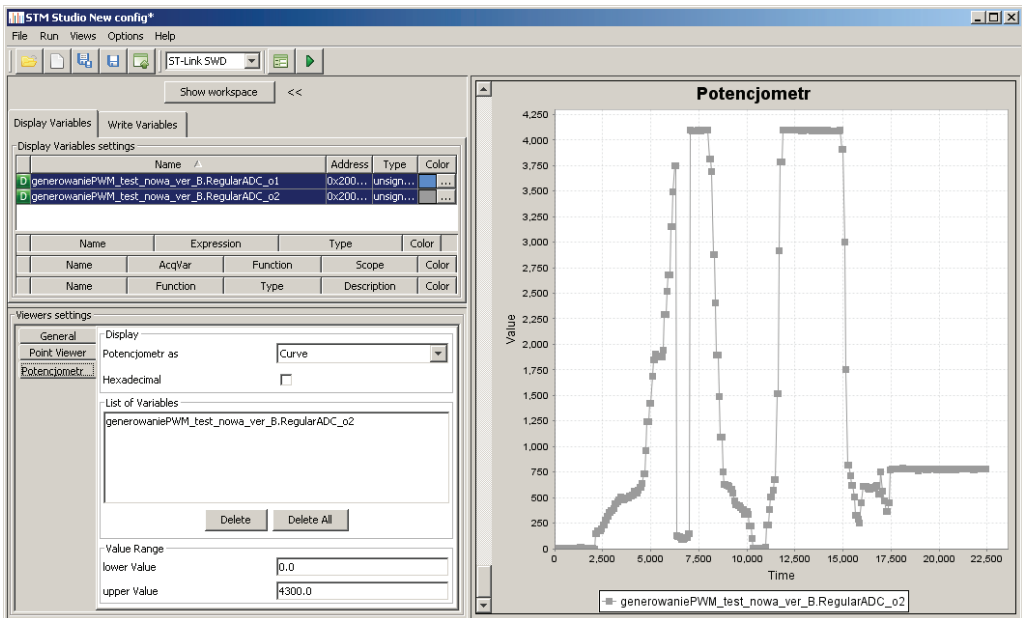 STM Studio New config*
File Run Views Options Help
ST-Link SWD
Show workspace <<
Display Variables Write Variables
Display Variables settings
Name Address Type Color
D generowaniePWM_test_nowa_ver_B.RegularADC_o1 0x200... unsign... ...
D generowaniePWM_test_nowa_ver_B.RegularADC_o2 0x200... unsign... ...
Name Expression Type Color
Name AcqVar Function Scope Color
Name Function Type Description Color
Viewers settings
General
Point Viewer
Potencjometr...
Display
Potencjometr as Curve
Hexadecimal
List of Variables
generowaniePWM_test_nowa_ver_B.RegularADC_o2
Delete Delete All
Value Range
lower Value 0.0
upper Value 4300.0
Potencjometr
4,250
4,000
3,750
3,500
3,250
3,000
2,750
2,500
2,250
2,000
1,750
1,500
1,250
1,000
750
500
250
0
Value
0 2,500 5,000 7,500 10,000 12,500 15,000 17,500 20,000 22,500
Time
generowaniePWM_test_nowa_ver_B.RegularADC_o2